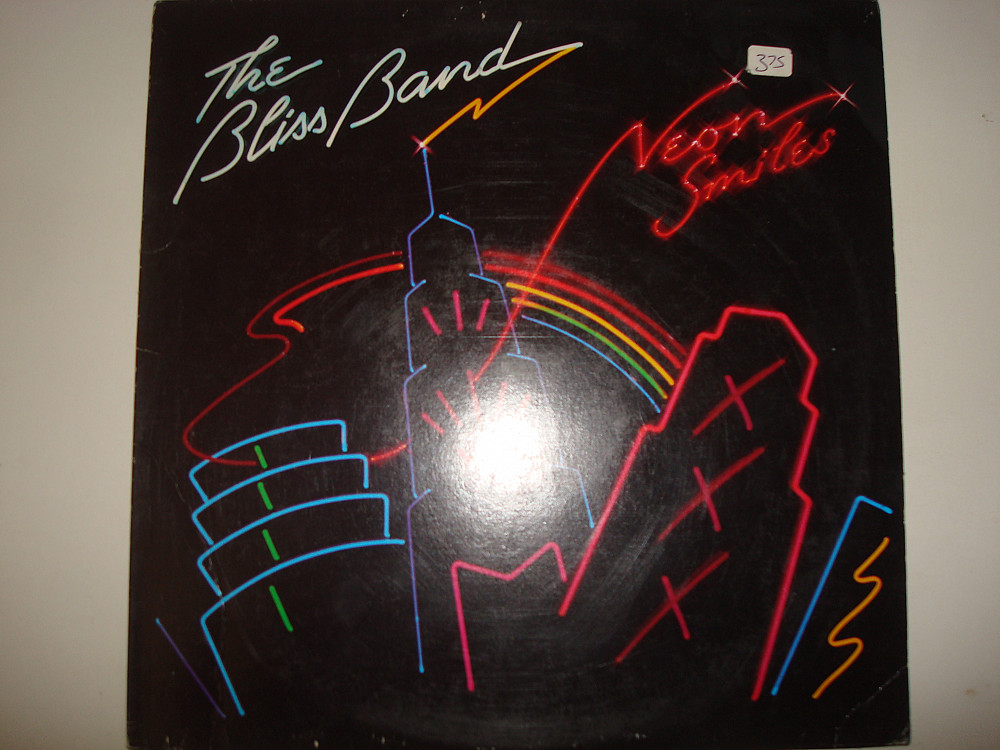 The
Bliss Band
375
Neon
Smiles